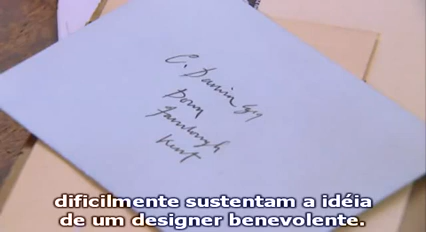 C. Darwin Esq
Down
Farnborough
Kent
dificilmente sustentam a idéia
de um designer benevolente.